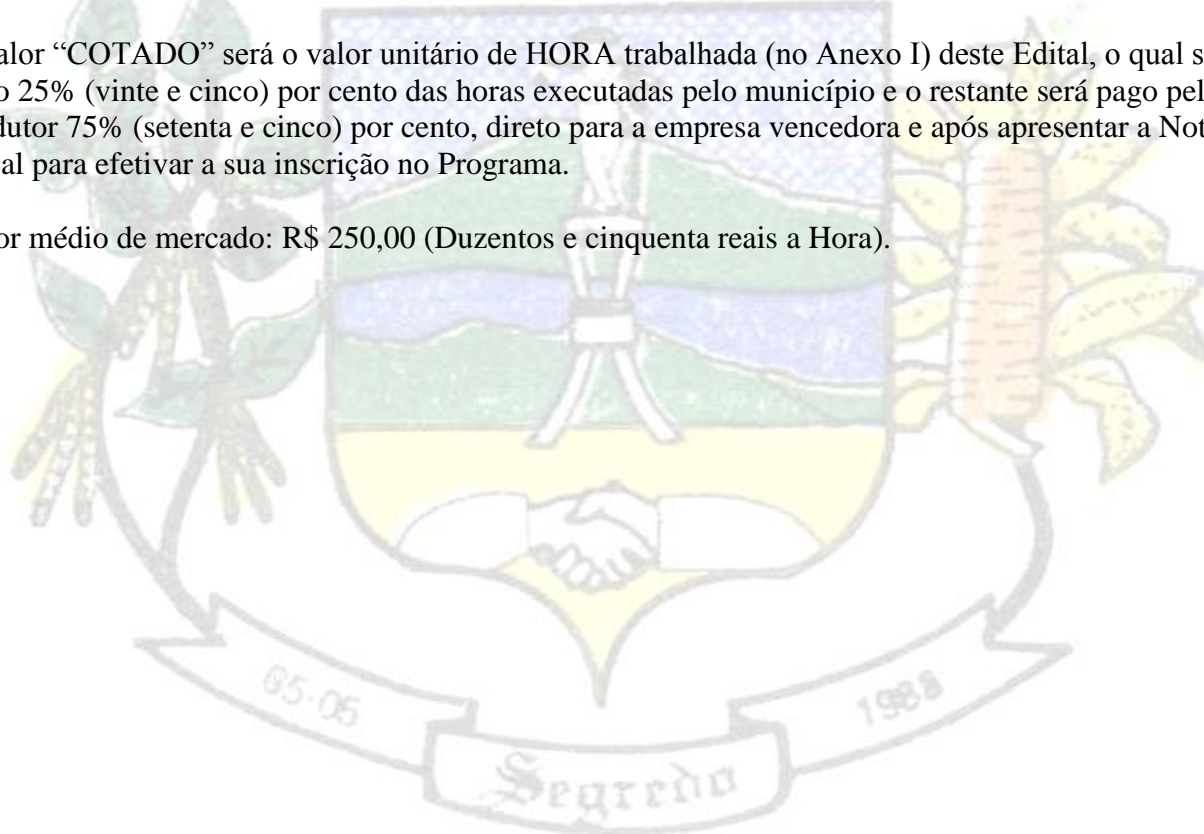 alor “COTADO” será o valor unitário de HORA trabalhada (no Anexo I) deste Edital, o qual s
o 25% (vinte e cinco) por cento das horas executadas pelo município e o restante será pago pel
dutor 75% (setenta e cinco) por cento, direto para a empresa vencedora e após apresentar a Not
al para efetivar a sua inscrição no Programa.
or médio de mercado: R$ 250,00 (Duzentos e cinquenta reais a Hora).
05-05
1988
Segredo